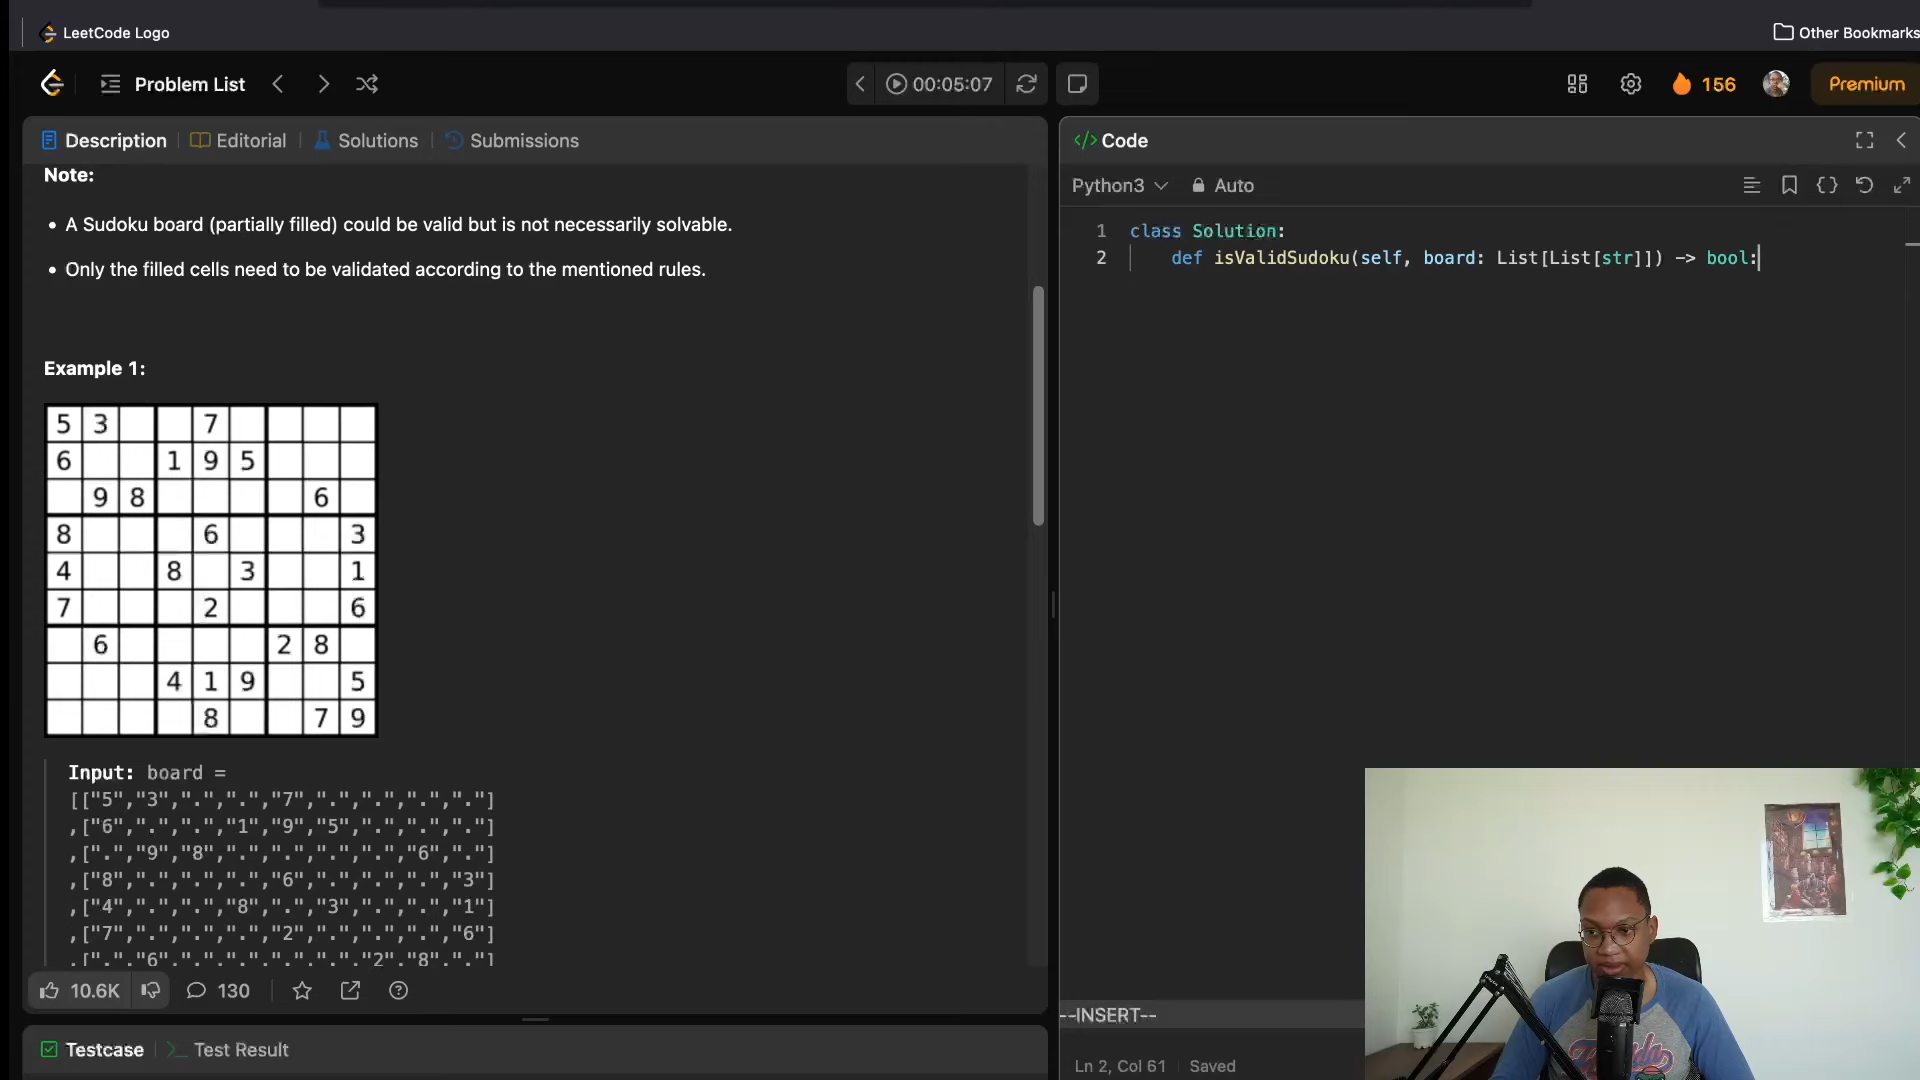 LeetCode Logo
Other Bookmarks
Problem List
00:05:07
156
Premium
Description
Editorial
Solutions
Submissions
Note:
• A Sudoku board (partially filled) could be valid but is not necessarily solvable.
• Only the filled cells need to be validated according to the mentioned rules.
Example 1:
5 3 7
6 1 9 5
9 8 6
8 6 3
4 8 3 1
7 2 6
6 2 8
4 1 9 5
8 7 9
Input: board =
[["5","3",".",".","7",".",".",".","."]
,["6",".",".","1","9","5",".",".","."]
,[".","9","8",".",".",".",".","6","."]
,["8",".",".",".","6",".",".",".","3"]
,["4",".",".","8",".","3",".",".","1"]
,["7",".",".",".","2",".",".",".","6"]
,[".","6",".",".",".",".","2","8","."]
10.6K
130
Testcase
Test Result
</> Code
Python3
Auto
1 class Solution:
2 def isValidSudoku(self, board: List[List[str]]) -> bool:
--INSERT--
Ln 2, Col 61
Saved